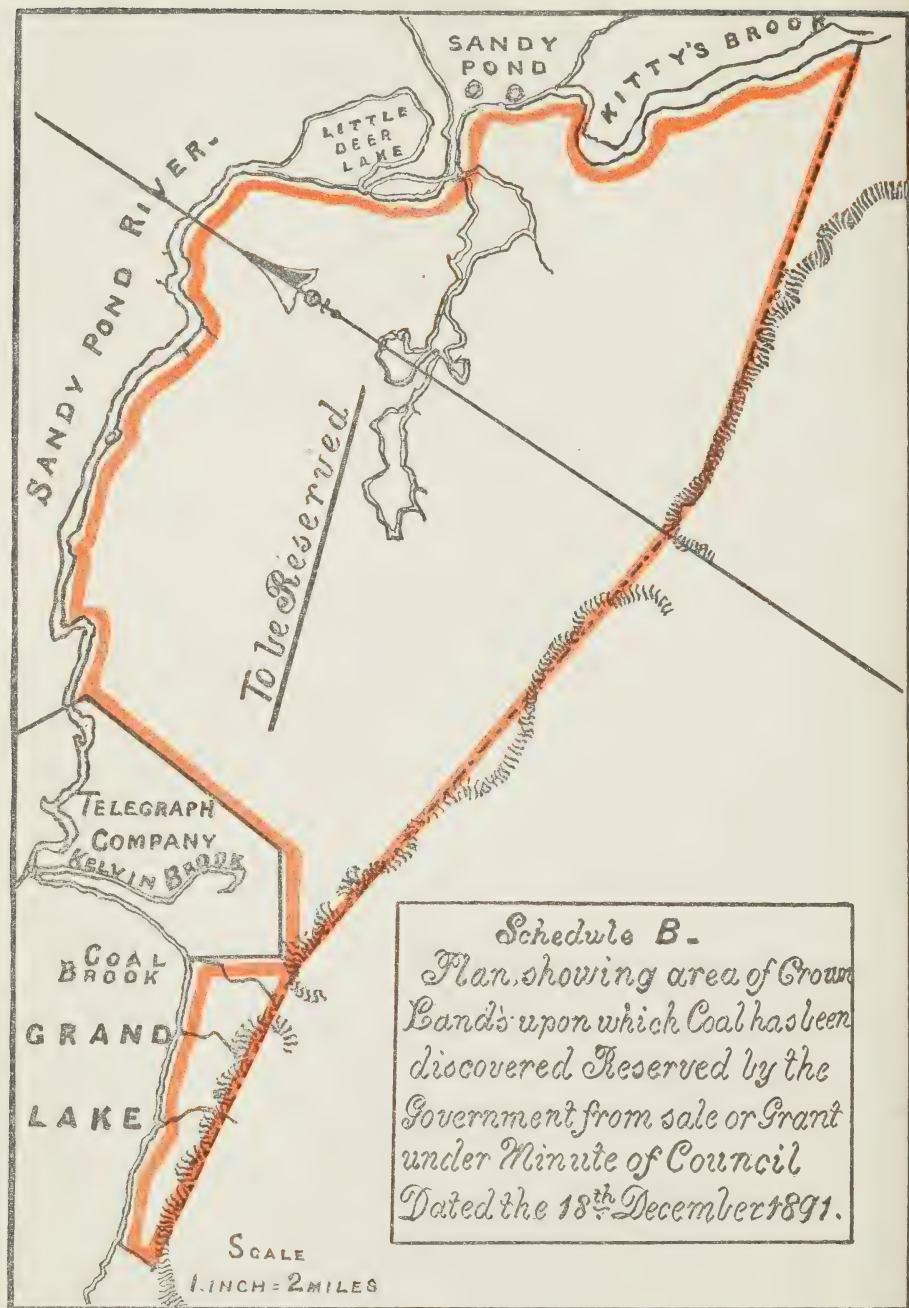 SANDY
POND
KITTY'S BROOK
LITTLE
DEER
LAKE
SANDY POND RIVER.
To be Reserved
TELEGRAPH
COMPANY
KELVIN BROOK
COAL
BROOK
GRAND
LAKE
Schedule B.
Plan, showing area of Crown
Land's upon which Coal has been
discovered Reserved by the
Government from sale or Grant
under Minute of Council
Dated the 18th December 1891.
SCALE
1.INCH = 2 MILES